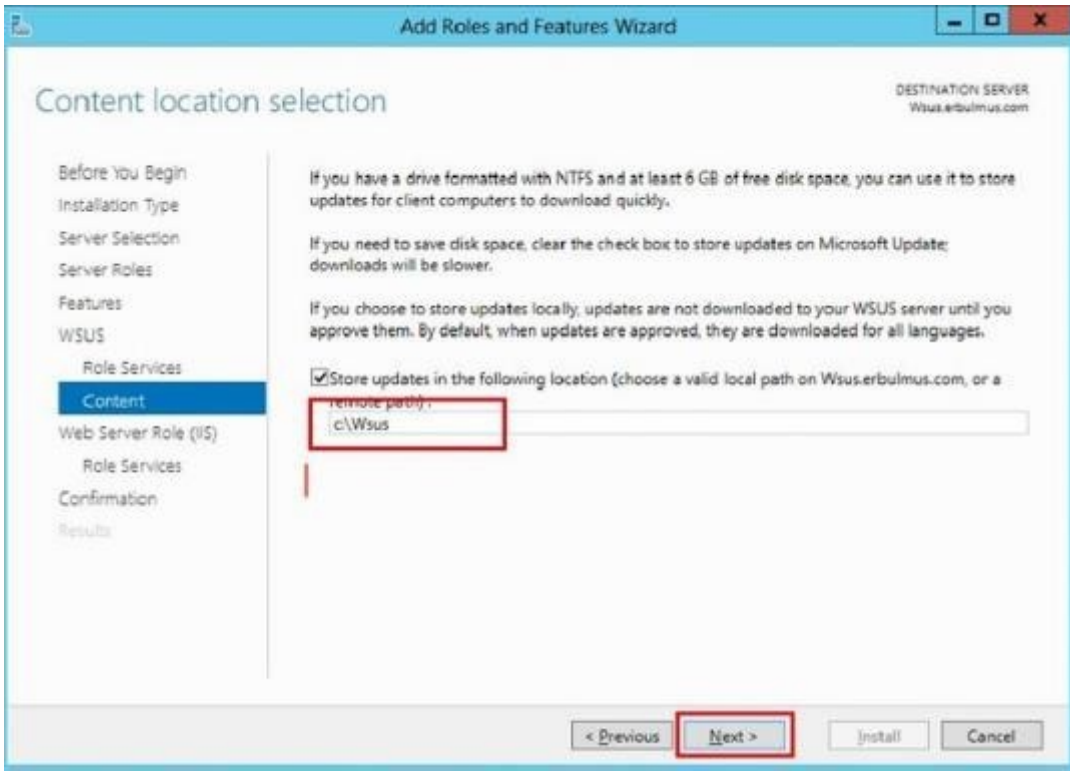 Add Roles and Features Wizard
Content location selection
DESTINATION SERVER
Wsus.erbulmus.com
Before You Begin
Installation Type
Server Selection
Server Roles
Features
WSUS
Role Services
Content
Web Server Role (IIS)
Role Services
Confirmation
Results
If you have a drive formatted with NTFS and at least 6 GB of free disk space, you can use it to store
updates for client computers to download quickly.
If you need to save disk space, clear the check box to store updates on Microsoft Update;
downloads will be slower.
If you choose to store updates locally, updates are not downloaded to your WSUS server until you
approve them. By default, when updates are approved, they are downloaded for all languages.
Store updates in the following location (choose a valid local path on Wsus.erbulmus.com, or a
remote path) :
c:\Wsus
< Previous
Next >
Install
Cancel